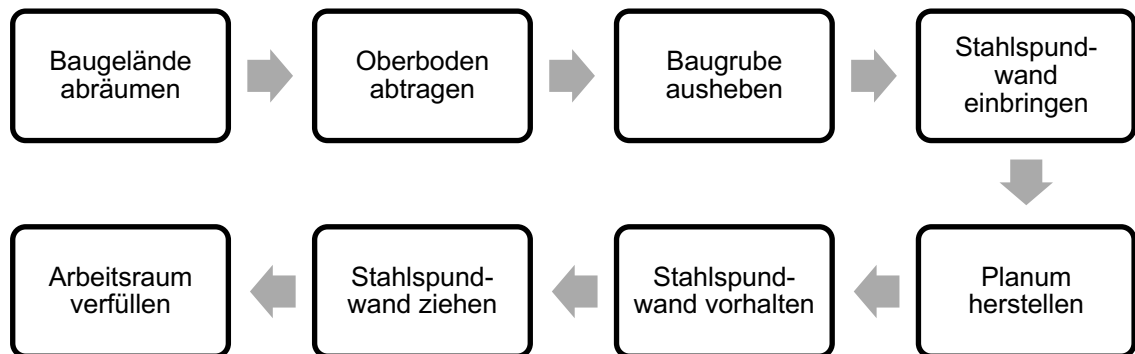 Baugelände
abräumen
Oberboden
abtragen
Baugrube
ausheben
Stahlspund-
wand
einbringen
Planum
herstellen
Stahlspund-
wand vorhalten
Stahlspund-
wand ziehen
Arbeitsraum
verfüllen